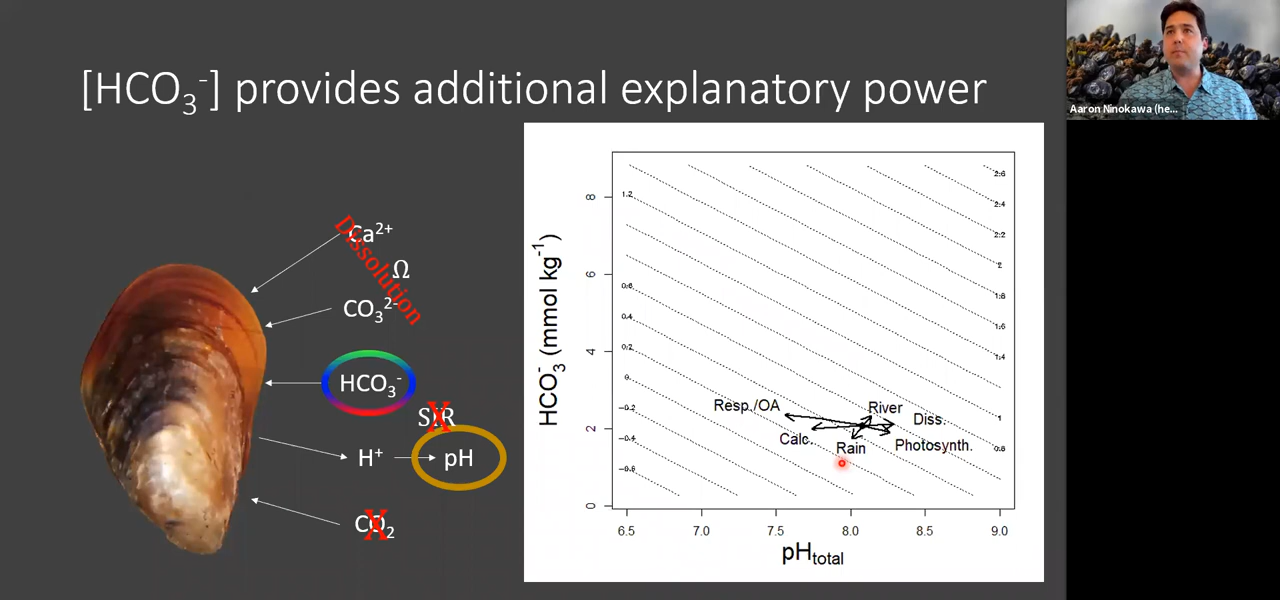 [HCO₃⁻] provides additional explanatory power
Aaron Ninokawa (he...
Ca²⁺
Dissolution
Ω
CO₃²⁻
HCO₃⁻
SIR
X
H⁺
pH
CO₂
X
HCO₃⁻ (mmol kg⁻¹)
8
6
4
2
0
1.2
0.8
0.6
0.4
0.2
0
-0.2
-0.4
-0.6
2.6
2.4
2.2
2
1.8
1.6
1.4
1
Resp./OA
River
Diss.
Calc.
Rain
Photosynth.
6.5
7.0
7.5
8.0
8.5
9.0
pHtotal